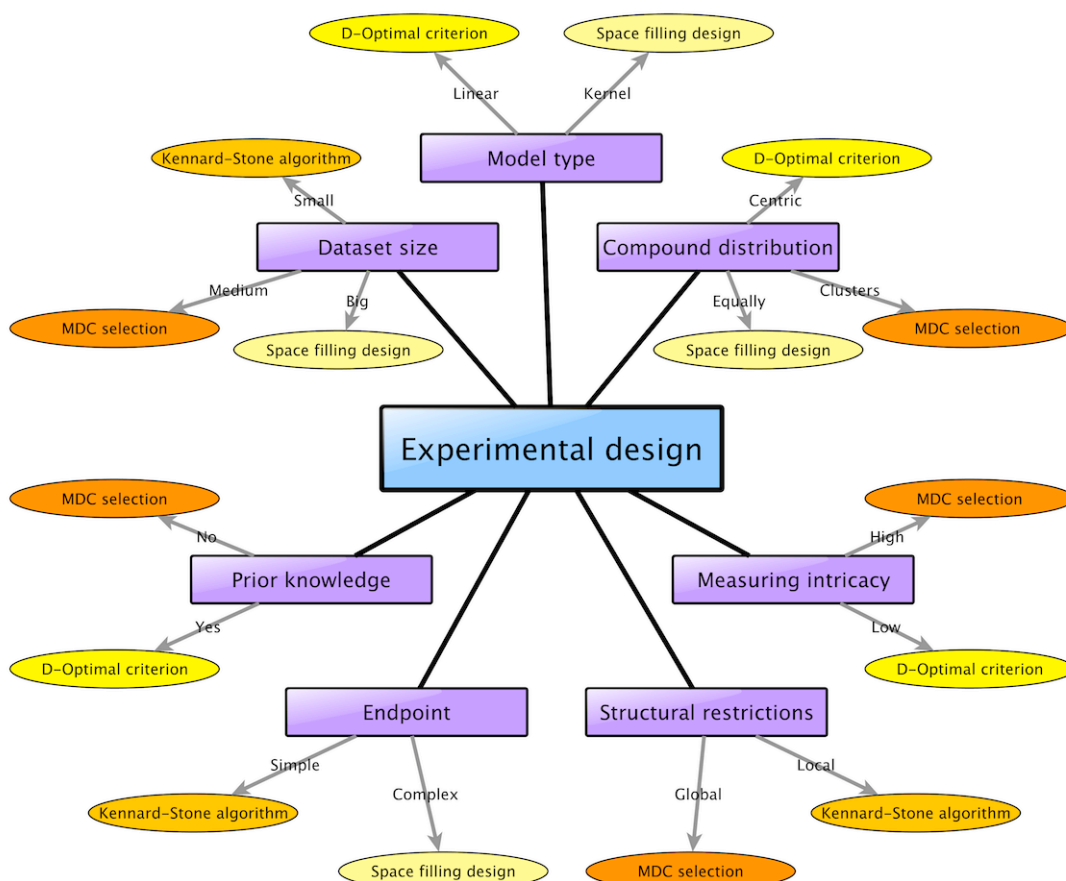 D-Optimal criterion
Space filling design
Linear
Kernel
Model type
Kennard-Stone algorithm
D-Optimal criterion
Small
Centric
Dataset size
Compound distribution
Medium
Big
Equally
Clusters
MDC selection
Space filling design
Space filling design
MDC selection
Experimental design
MDC selection
MDC selection
No
High
Prior knowledge
Measuring intricacy
Yes
Low
D-Optimal criterion
D-Optimal criterion
Endpoint
Structural restrictions
Simple
Complex
Global
Local
Kennard-Stone algorithm
Kennard-Stone algorithm
Space filling design
MDC selection